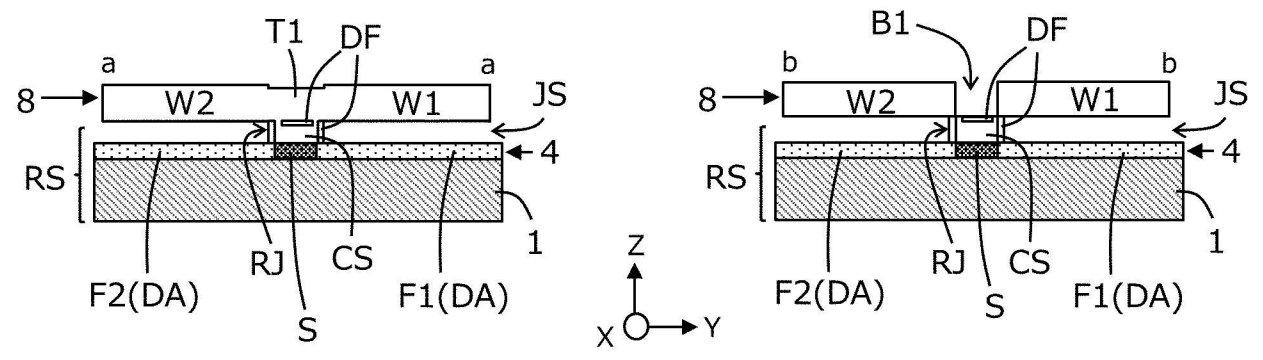 T1 DF
a a
8 W2 W1 JS
RS 4
RJ CS 1
F2(DA) S F1(DA)
Z
X Y
B1 DF
b b
8 W2 W1 JS
RS 4
RJ CS 1
F2(DA) S F1(DA)